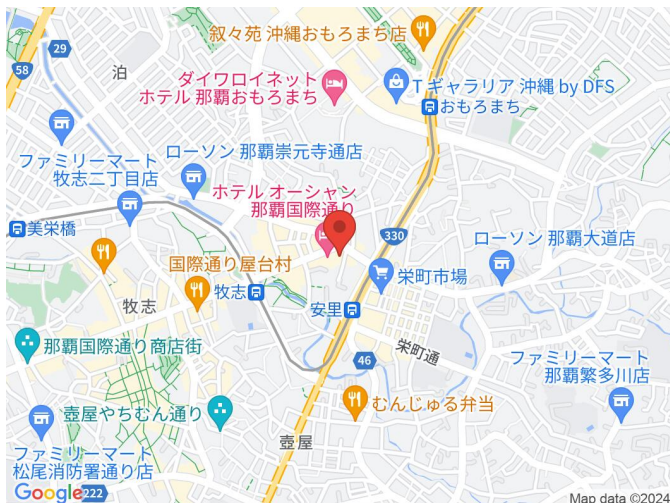 叙々苑 沖縄おもろまち店
29
58
泊
ダイワロイネット
ホテル 那覇おもろまち
T ギャラリア 沖縄 by DFS
おもろまち
ファミリーマート
牧志二丁目店
ローソン 那覇崇元寺通店
ホテル オーシャン
那覇国際通り
美栄橋
330
ローソン 那覇大道店
国際通り屋台村
牧志
栄町市場
牧志
安里
那覇国際通り商店街
栄町通
46
ファミリーマート
那覇繁多川店
壺屋やちむん通り
むんじゅる弁当
壺屋
ファミリーマート
松尾消防署通り店
Google
222
Map data ©2024